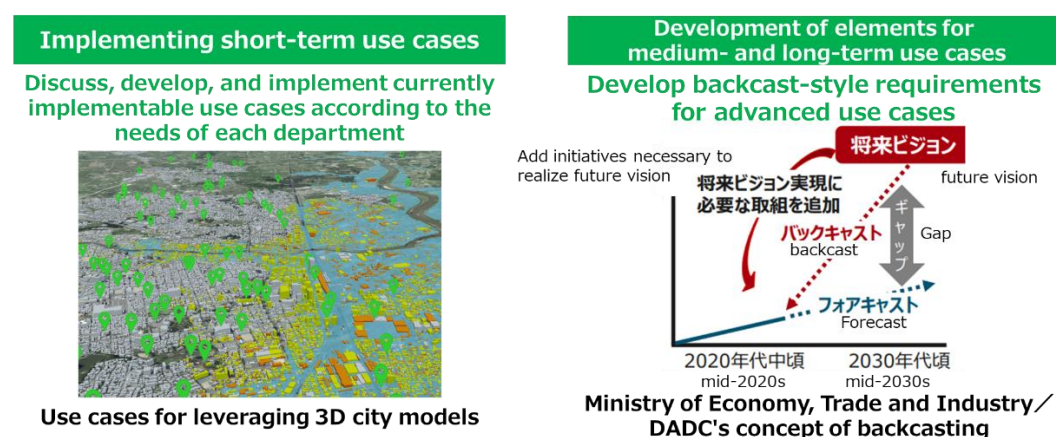 Implementing short-term use cases
Discuss, develop, and implement currently
implementable use cases according to the
needs of each department
Use cases for leveraging 3D city models
Development of elements for
medium- and long-term use cases
Develop backcast-style requirements
for advanced use cases
Add initiatives necessary to
realize future vision
将来ビジョン
future vision
将来ビジョン実現に
必要な取組を追加
バックキャスト
backcast
ギャップ
Gap
フォアキャスト
Forecast
2020年代中頃
mid-2020s
2030年代頃
mid-2030s
Ministry of Economy, Trade and Industry／
DADC's concept of backcasting